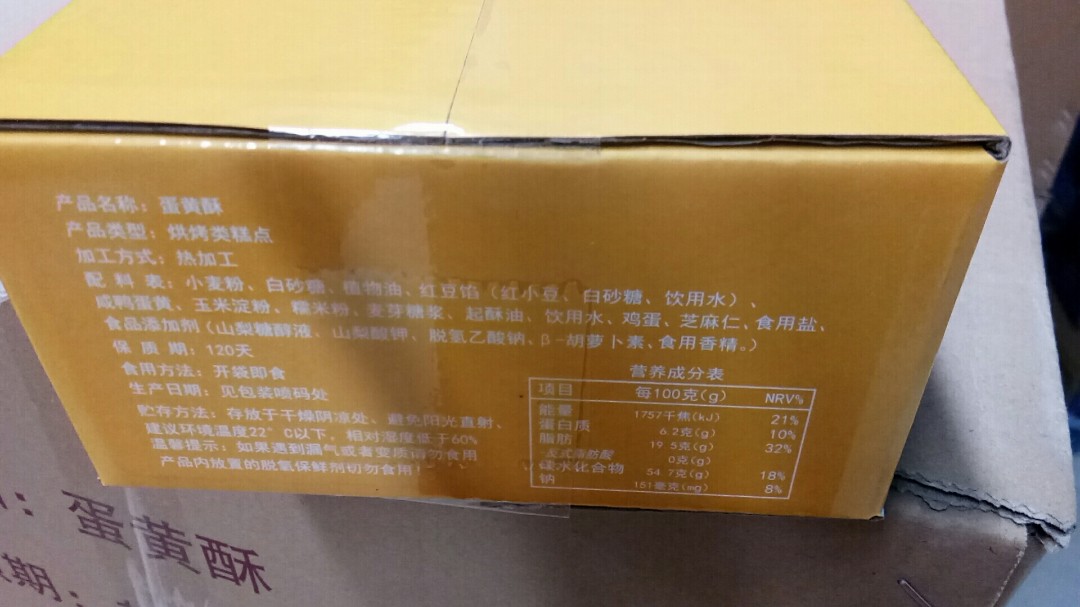 产品名称：蛋黄酥
产品类型：烘烤类糕点
加工方式：热加工
配 料 表：小麦粉、白砂糖、植物油、红豆馅（红小豆、白砂糖、饮用水）、
咸鸭蛋黄、玉米淀粉、糯米粉、麦芽糖浆、起酥油、饮用水、鸡蛋、芝麻仁、食用盐、
食品添加剂（山梨糖醇液、山梨酸钾、脱氢乙酸钠、β-胡萝卜素、食用香精。）
保 质 期：120天
食用方法：开袋即食
生产日期：见包装喷码处
贮存方法：存放于干燥阴凉处、避免阳光直射、
建议环境温度22°C以下，相对湿度低于60%
温馨提示：如果遇到漏气或者变质请勿食用
产品内放置的脱氧保鲜剂切勿食用！
营养成分表
项目 每100克(g) NRV%
能量 1757千焦(kJ) 21%
蛋白质 6.2克(g) 10%
脂肪 19.5克(g) 32%
-反式脂肪酸 0克(g)
碳水化合物 54.7克(g) 18%
钠 151毫克(mg) 8%
：蛋黄酥
期：